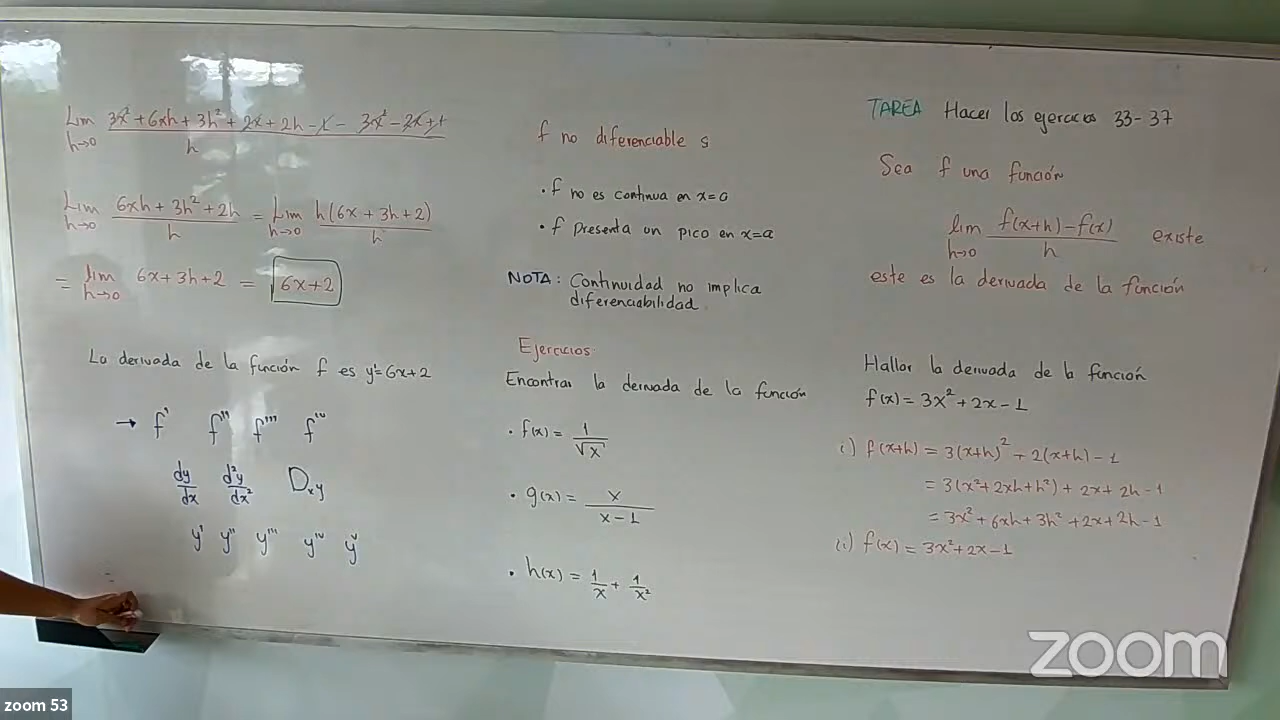 Lim h→0 3x² + 6xh + 3h² + 2x + 2h - 1 - 3x² - 2x + 1 / h
Lim h→0 6xh + 3h² + 2h / h = Lim h→0 h(6x + 3h + 2) / h
= Lim h→0 6x + 3h + 2 = 6x+2
La derivada de la función f es y'=6x+2
→ f' f'' f''' f^iv
dy/dx d²y/dx² Dxy
y' y'' y''' y^iv y^v
f no diferenciable s
• f no es continua en x=a
• f presenta un pico en x=a
NOTA: Continuidad no implica
diferenciabilidad.
Ejercicios:
Encontrar la derivada de la función
• f(x) = 1/√x
• g(x) = x / x-1
• h(x) = 1/x + 1/x²
TAREA Hacer los ejercicios 33-37
Sea f una función
lim h→0 f(x+h) - f(x) / h existe
este es la derivada de la función
Hallar la derivada de la función
f(x) = 3x² + 2x - 1
i) f(x+h) = 3(x+h)² + 2(x+h) - 1
= 3(x²+2xh+h²) + 2x + 2h - 1
= 3x² + 6xh + 3h² + 2x + 2h - 1
ii) f(x) = 3x² + 2x - 1
zoom
zoom 53